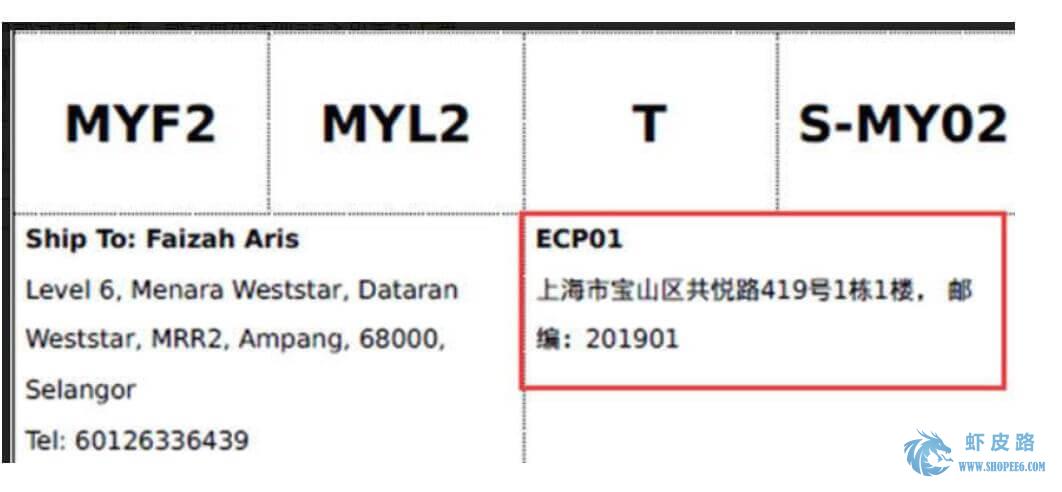 MYF2 MYL2 T S-MY02
Ship To: Faizah Aris
Level 6, Menara Weststar, Dataran
Weststar, MRR2, Ampang, 68000,
Selangor
Tel: 60126336439
ECP01
上海市宝山区共悦路419号1栋1楼， 邮
编：201901
虾皮路
WWW.SHOPEE6.COM